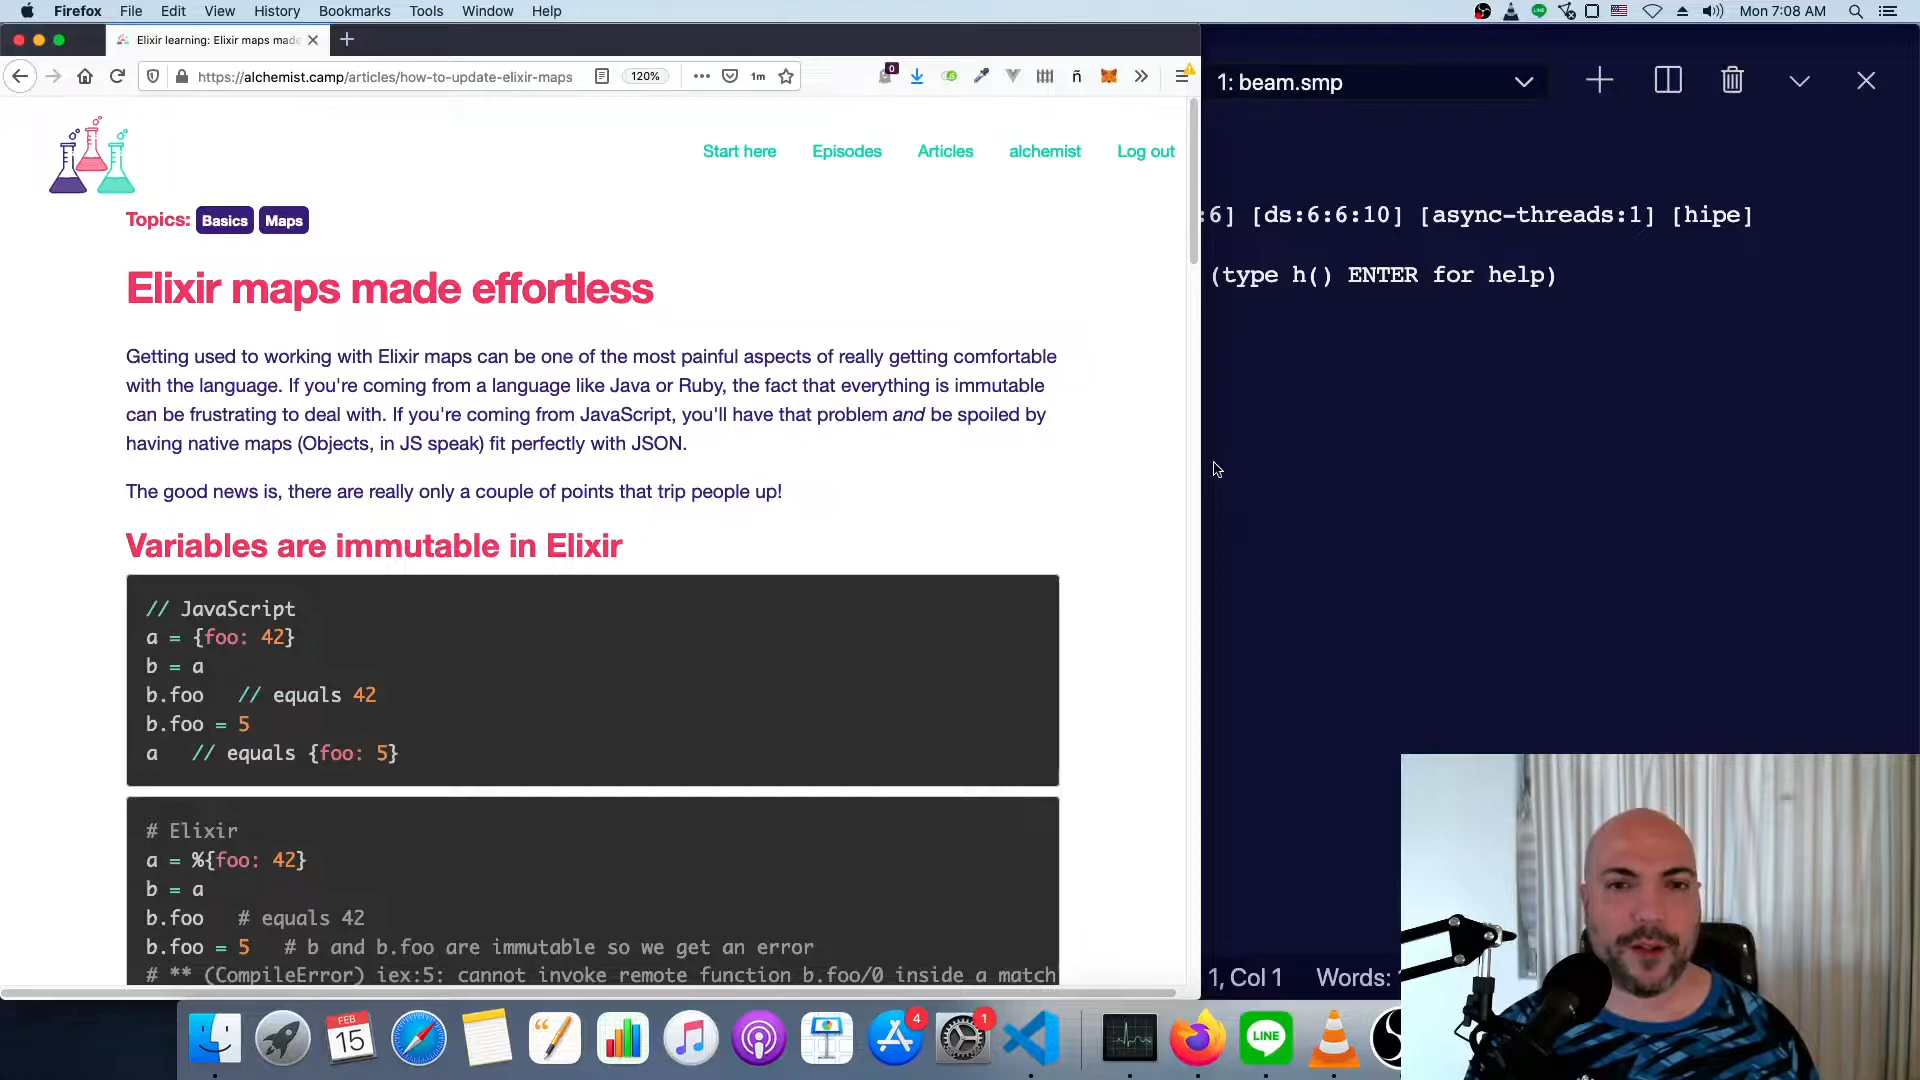 Firefox File Edit View History Bookmarks Tools Window Help
Mon 7:08 AM
Elixir learning: Elixir maps made
https://alchemist.camp/articles/how-to-update-elixir-maps
120%
1m
0
ñ
1: beam.smp
Start here Episodes Articles alchemist Log out
Topics: Basics Maps
:6] [ds:6:6:10] [async-threads:1] [hipe]
(type h() ENTER for help)
Elixir maps made effortless
Getting used to working with Elixir maps can be one of the most painful aspects of really getting comfortable
with the language. If you're coming from a language like Java or Ruby, the fact that everything is immutable
can be frustrating to deal with. If you're coming from JavaScript, you'll have that problem and be spoiled by
having native maps (Objects, in JS speak) fit perfectly with JSON.
The good news is, there are really only a couple of points that trip people up!
Variables are immutable in Elixir
// JavaScript
a = {foo: 42}
b = a
b.foo // equals 42
b.foo = 5
a // equals {foo: 5}
# Elixir
a = %{foo: 42}
b = a
b.foo # equals 42
b.foo = 5 # b and b.foo are immutable so we get an error
# ** (CompileError) iex:5: cannot invoke remote function b.foo/0 inside a match
1, Col 1 Words:
FEB
15
4
1
LINE